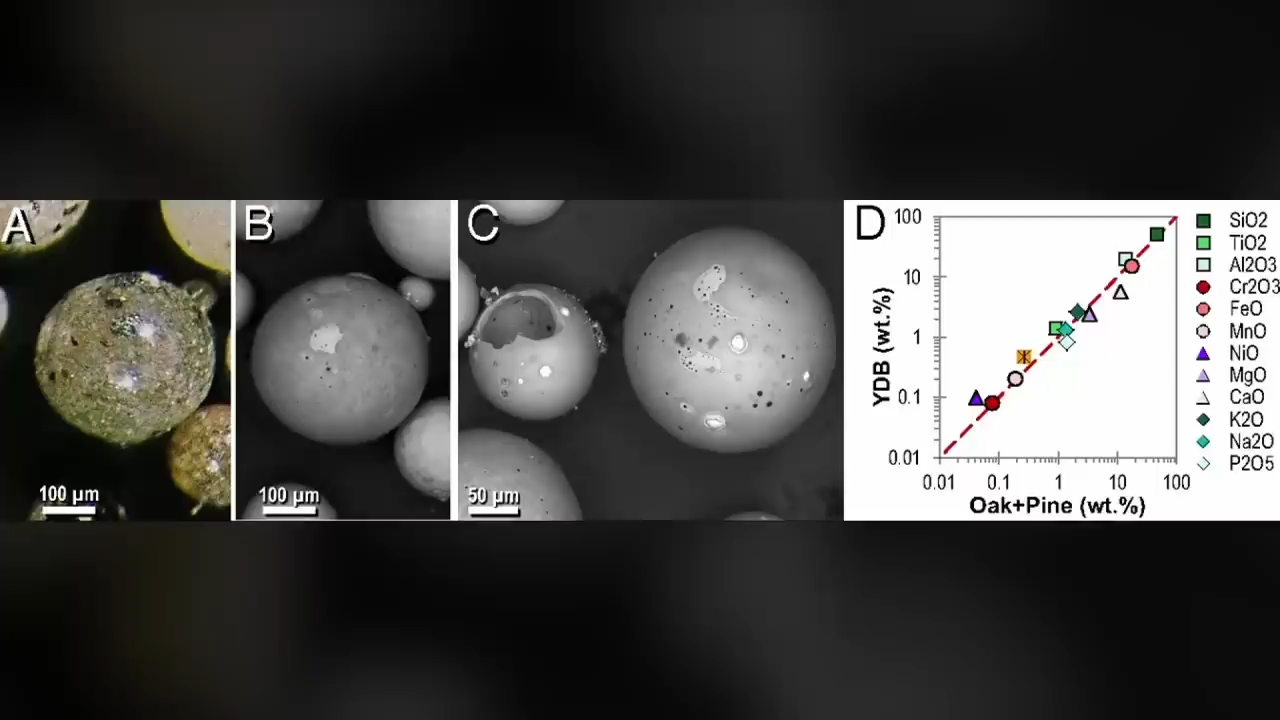 A
100 µm
B
100 µm
C
50 µm
D
YDB (wt.%)
100
10
1
0.1
0.01
0.01 0.1 1 10 100
Oak+Pine (wt.%)
SiO2
TiO2
Al2O3
Cr2O3
FeO
MnO
NiO
MgO
CaO
K2O
Na2O
P2O5